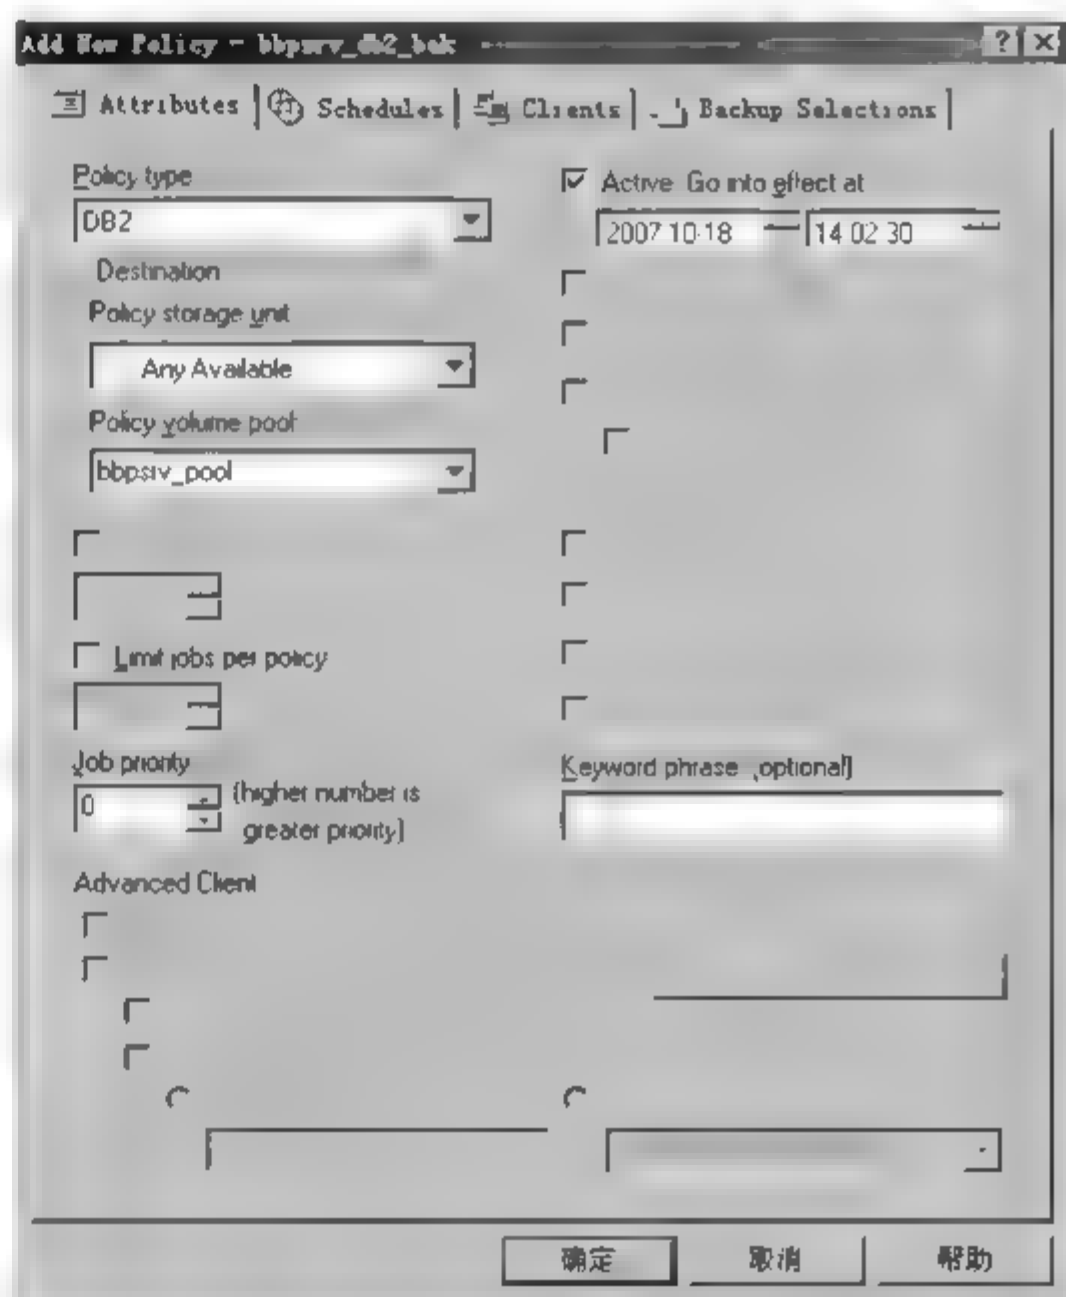 Add New Policy - bbpsrv_db2_bak
Attributes Schedules Clients Backup Selections
Policy type
DB2
Active Go into effect at
2007-10-18 14 02 30
Destination
Policy storage unit
Any Available
Policy volume pool
bbpsrv_pool
Limit jobs per policy
Job priority
0 (higher number is
greater priority)
Keyword phrase (optional)
Advanced Client
确定 取消 帮助